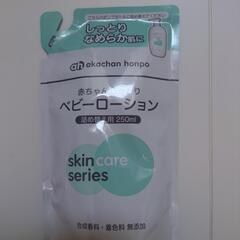 しっとり
なめらか肌に
akachan honpo
赤ちゃん
ベビーローション
詰め替え用 250ml
skincare
series
合成香料・着色料 無添加